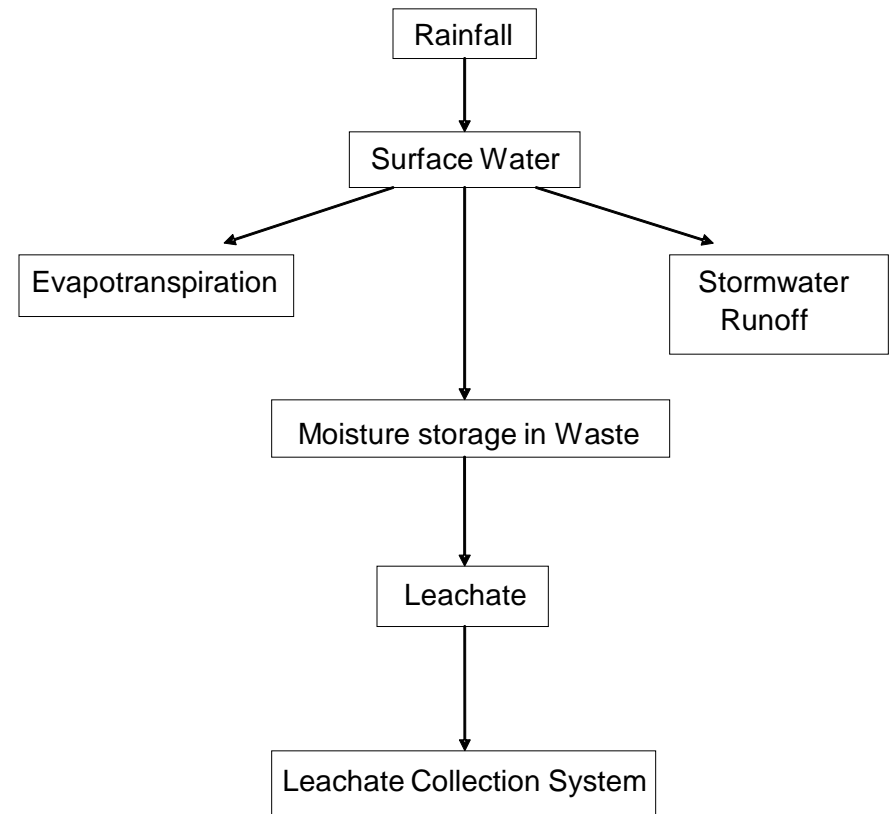 Rainfall
Surface Water
Evapotranspiration
Stormwater
Runoff
Moisture storage in Waste
Leachate
Leachate Collection System